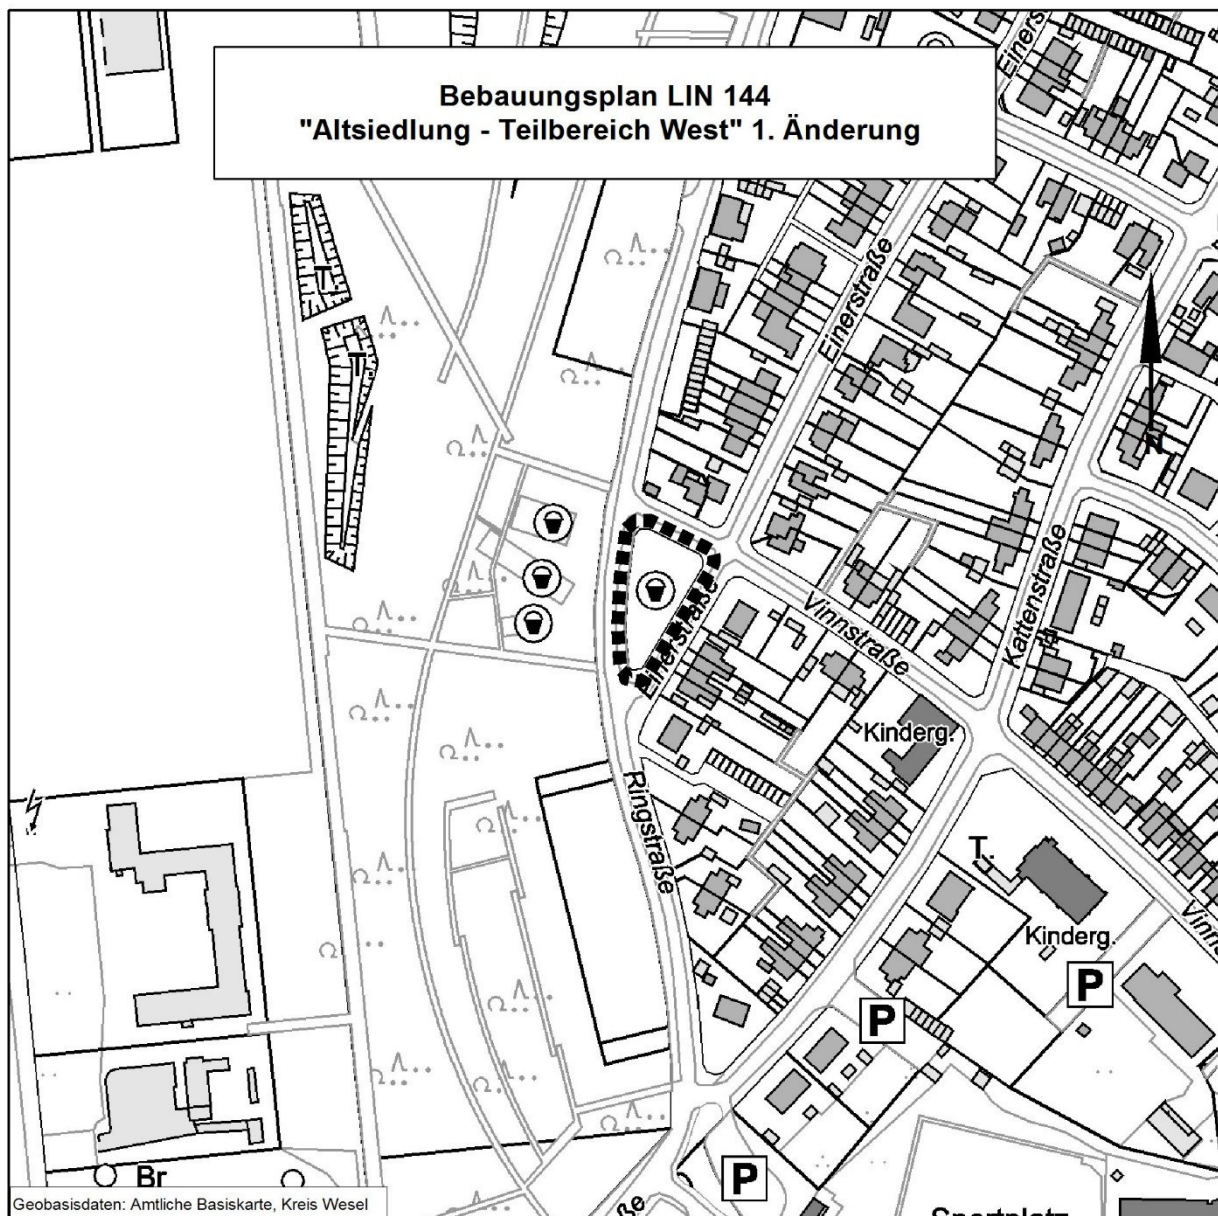 Bebauungsplan LIN 144
"Altsiedlung - Teilbereich West" 1. Änderung
Einerstraße
N
T.
T.
Einerstraße
Vinnstraße
Kattenstraße
Kinderg.
Ringstraße
T.
Kinderg.
P
P
P
Br
Sportplatz
Geobasisdaten: Amtliche Basiskarte, Kreis Wesel